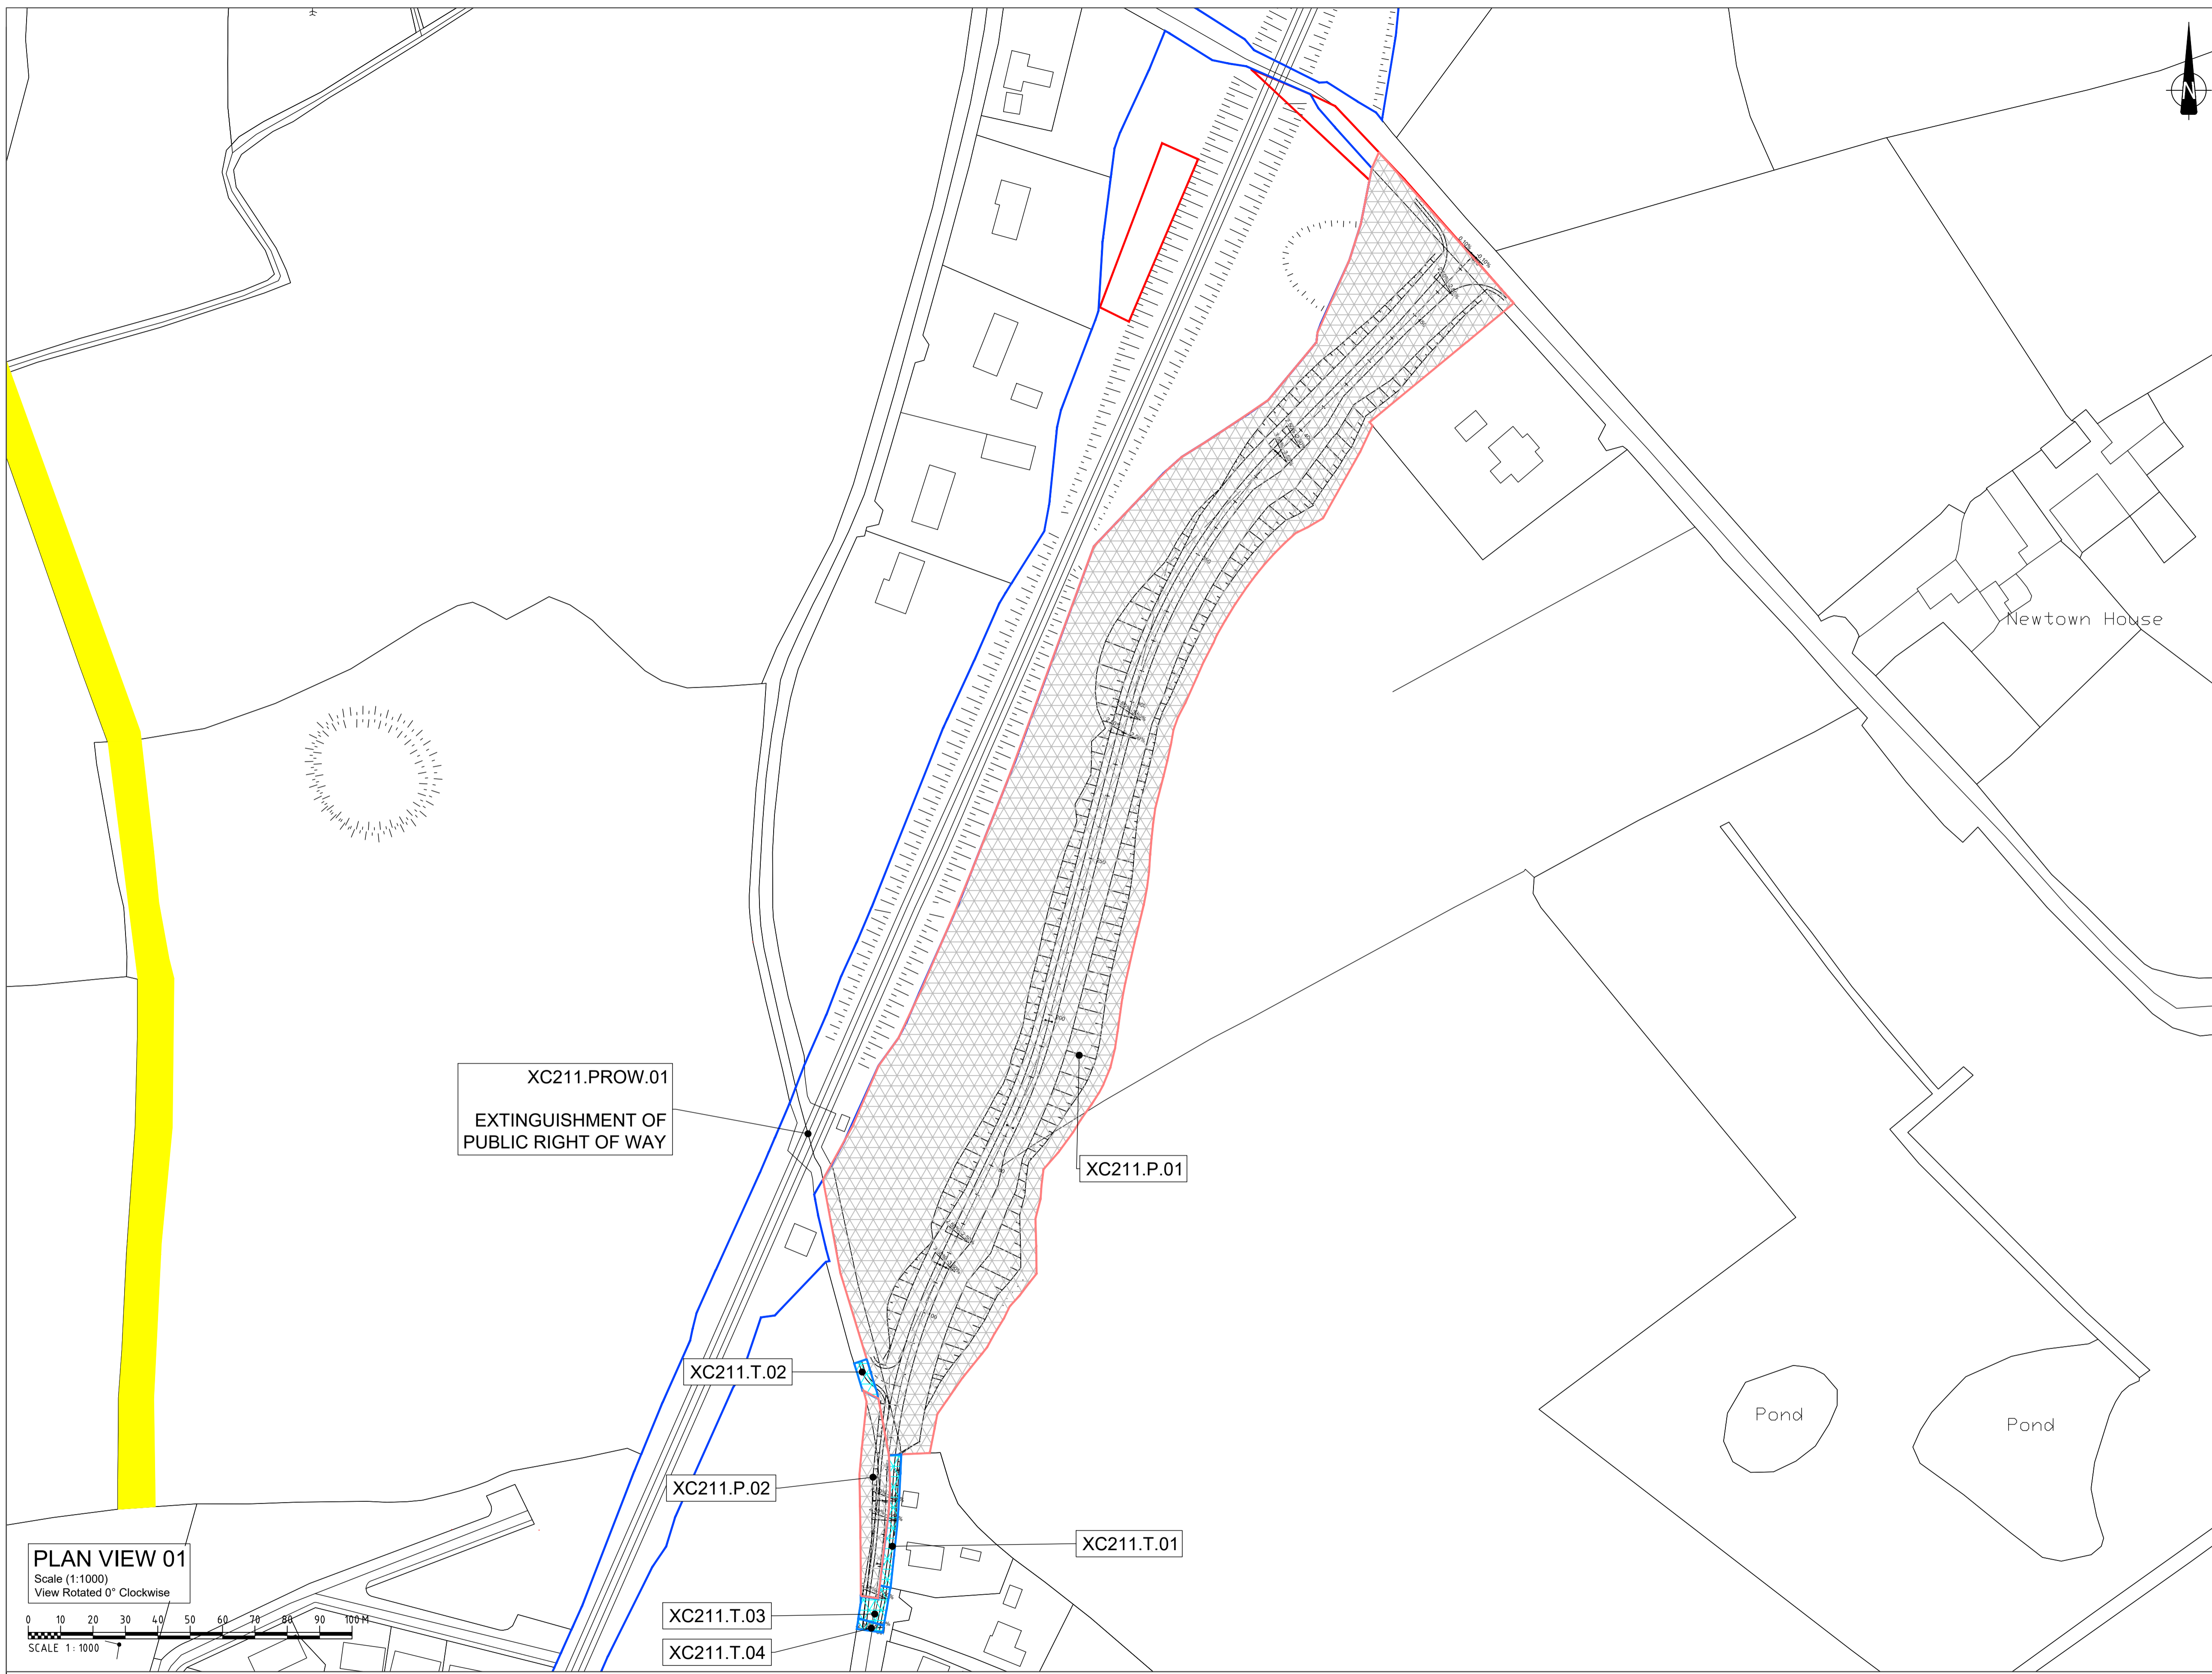 N
Newtown House
XC211.PROW.01
EXTINGUISHMENT OF
PUBLIC RIGHT OF WAY
XC211.P.01
XC211.T.02
Pond
Pond
XC211.P.02
XC211.T.01
PLAN VIEW 01
Scale (1:1000)
View Rotated 0° Clockwise
0 10 20 30 40 50 60 70 80 90 100 M
SCALE 1:1000
XC211.T.03
XC211.T.04